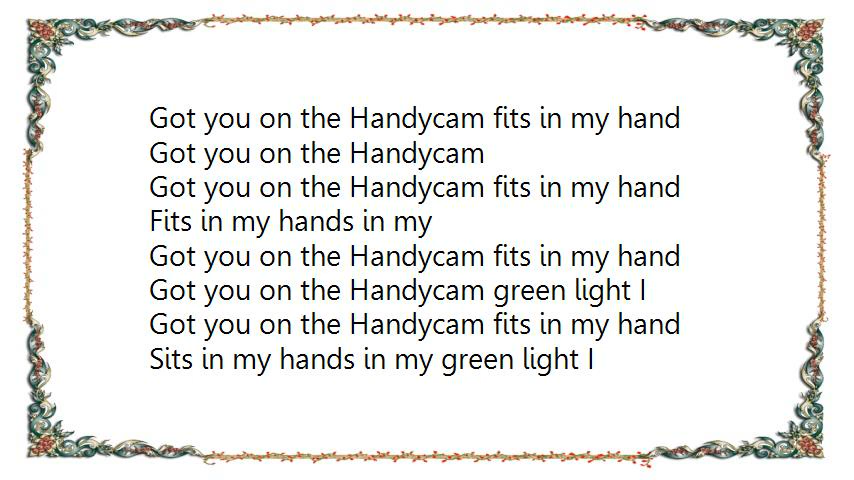 Got you on the Handycam fits in my hand
Got you on the Handycam
Got you on the Handycam fits in my hand
Fits in my hands in my
Got you on the Handycam fits in my hand
Got you on the Handycam green light I
Got you on the Handycam fits in my hand
Sits in my hands in my green light I